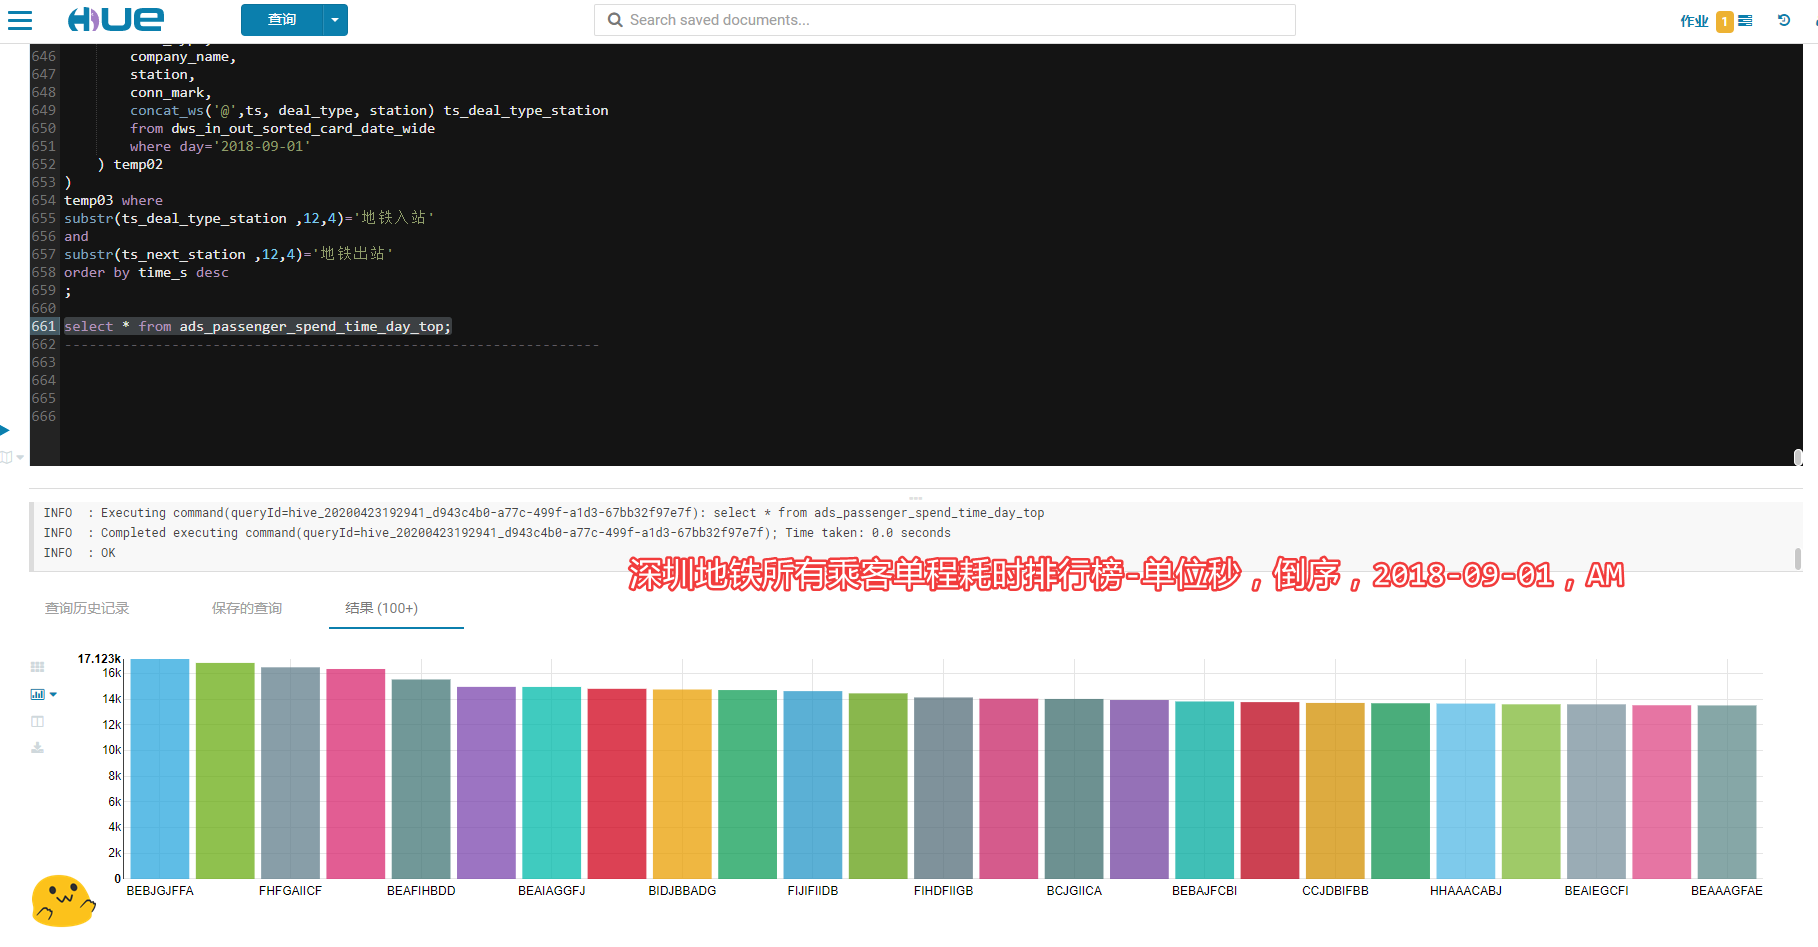 HUE
查询
Search saved documents...
作业
1
646 company_name,
647 station,
648 conn_mark,
649 concat_ws('@',ts, deal_type, station) ts_deal_type_station
650 from dws_in_out_sorted_card_date_wide
651 where day='2018-09-01'
652 ) temp02
653 )
654 temp03 where
655 substr(ts_deal_type_station ,12,4)='地铁入站'
656 and
657 substr(ts_next_station ,12,4)='地铁出站'
658 order by time_s desc
659 ;
660
661 select * from ads_passenger_spend_time_day_top;
662 -----------------------------------------------------------------
663
664
665
666
INFO  : Executing command(queryId=hive_20200423192941_d943c4b0-a77c-499f-a1d3-67bb32f97e7f): select * from ads_passenger_spend_time_day_top
INFO  : Completed executing command(queryId=hive_20200423192941_d943c4b0-a77c-499f-a1d3-67bb32f97e7f); Time taken: 0.0 seconds
INFO  : OK
深圳地铁所有乘客单程耗时排行榜-单位秒，倒序，2018-09-01，AM
查询历史记录
保存的查询
结果 (100+)
17.123k
16k
14k
12k
10k
8k
6k
4k
2k
0
BEBJGJFFA
FHFGAIICF
BEAFIHBDD
BEAIAGGFJ
BIDJBBADG
FIJIFIIDB
FIHDFIIGB
BCJGIICA
BEBAJFCBI
CCJDBIFBB
HHAAACABJ
BEAIEGCFI
BEAAAGFAE